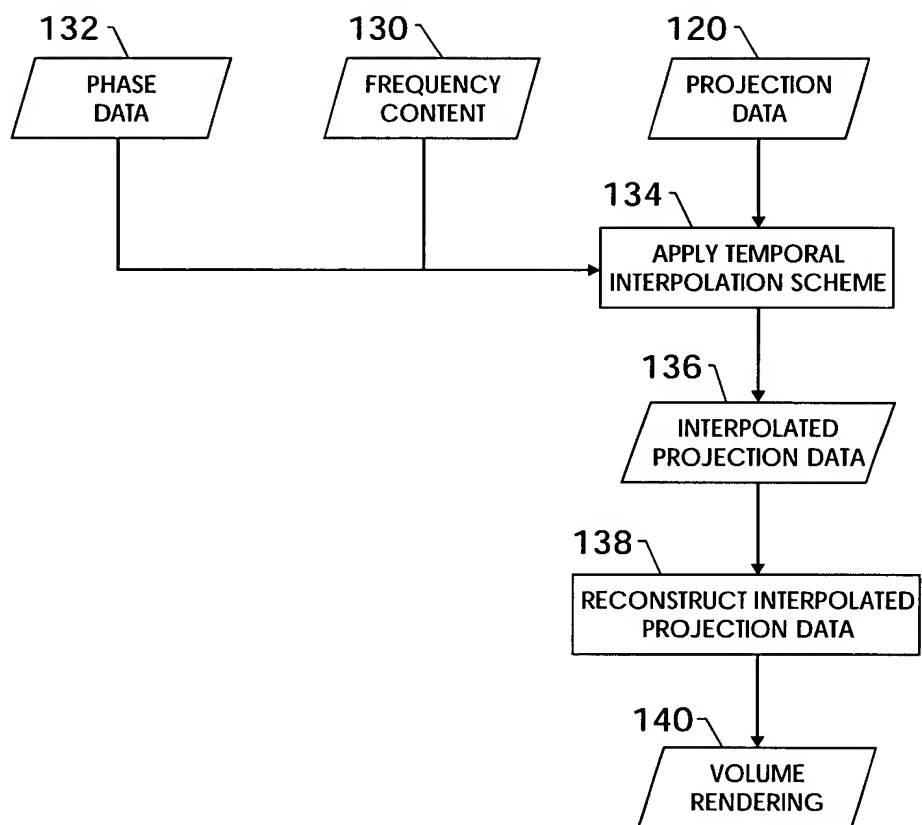 132
PHASE
DATA
130
FREQUENCY
CONTENT
120
PROJECTION
DATA
134
APPLY TEMPORAL
INTERPOLATION SCHEME
136
INTERPOLATED
PROJECTION DATA
138
RECONSTRUCT INTERPOLATED
PROJECTION DATA
140
VOLUME
RENDERING